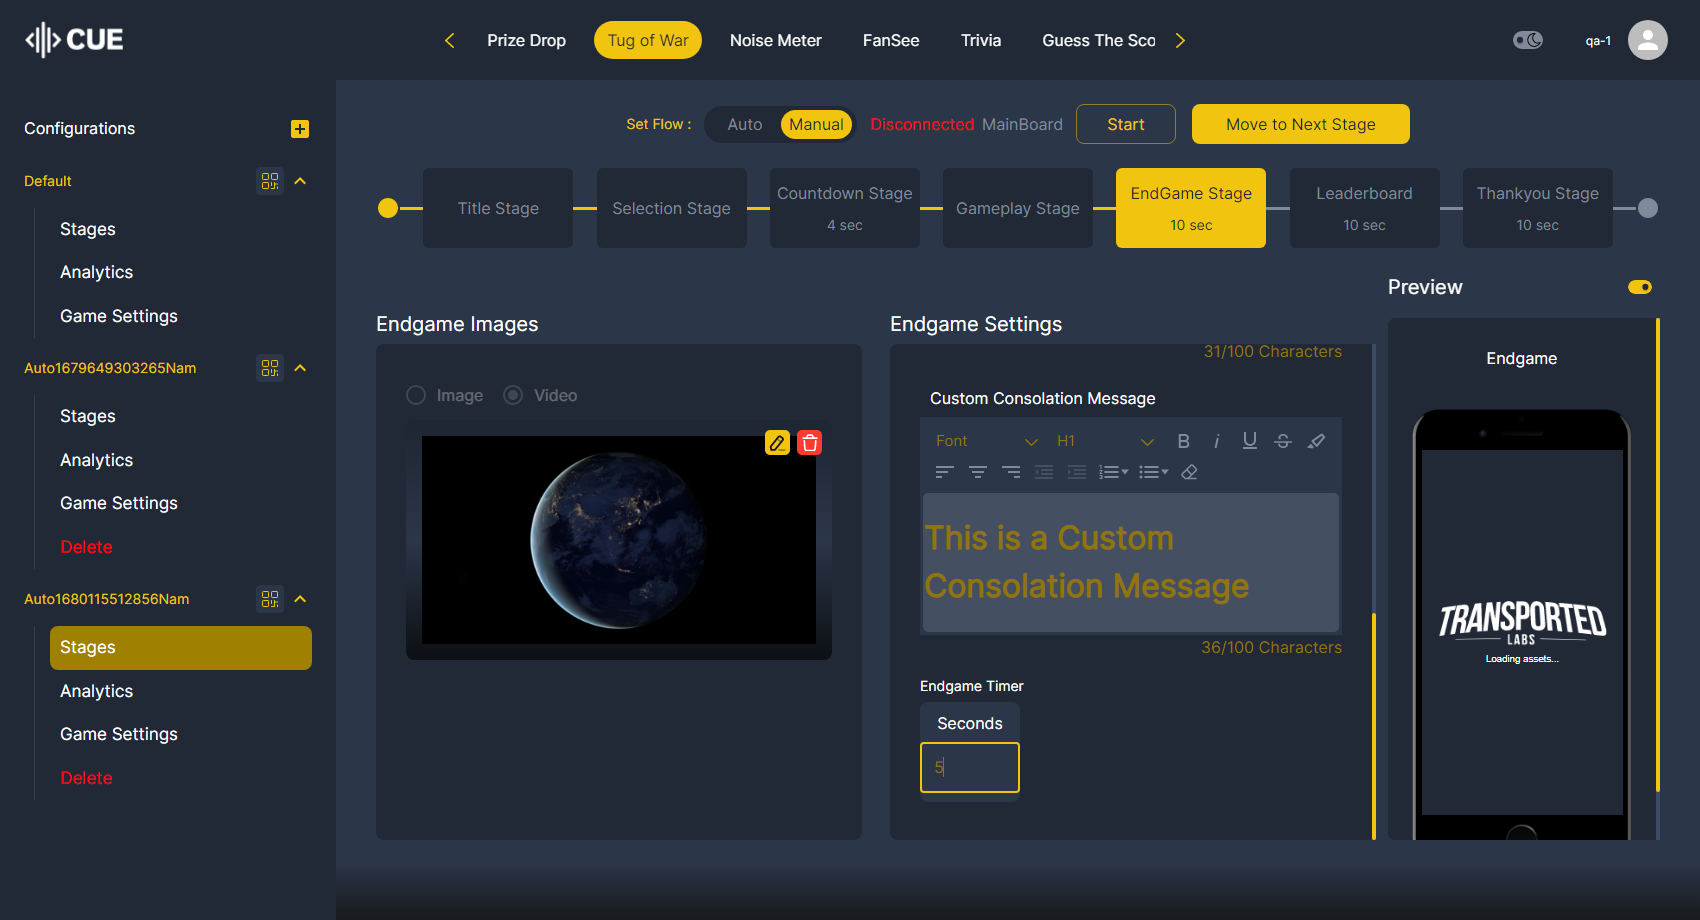 CUE
Prize Drop
Tug of War
Noise Meter
FanSee
Trivia
Guess The Sco
qa-1
Configurations
Default
Stages
Analytics
Game Settings
Auto1679649303265Nam
Stages
Analytics
Game Settings
Delete
Auto1680115512856Nam
Stages
Analytics
Game Settings
Delete
Set Flow :
Auto
Manual
Disconnected MainBoard
Start
Move to Next Stage
Title Stage
Selection Stage
Countdown Stage
4 sec
Gameplay Stage
EndGame Stage
10 sec
Leaderboard
10 sec
Thankyou Stage
10 sec
Endgame Images
Image
Video
Endgame Settings
31/100 Characters
Custom Consolation Message
Font
H1
B
i
U
S
This is a Custom
Consolation Message
36/100 Characters
Endgame Timer
Seconds
5
Preview
Endgame
TRANSPORTED
LABS
Loading assets...